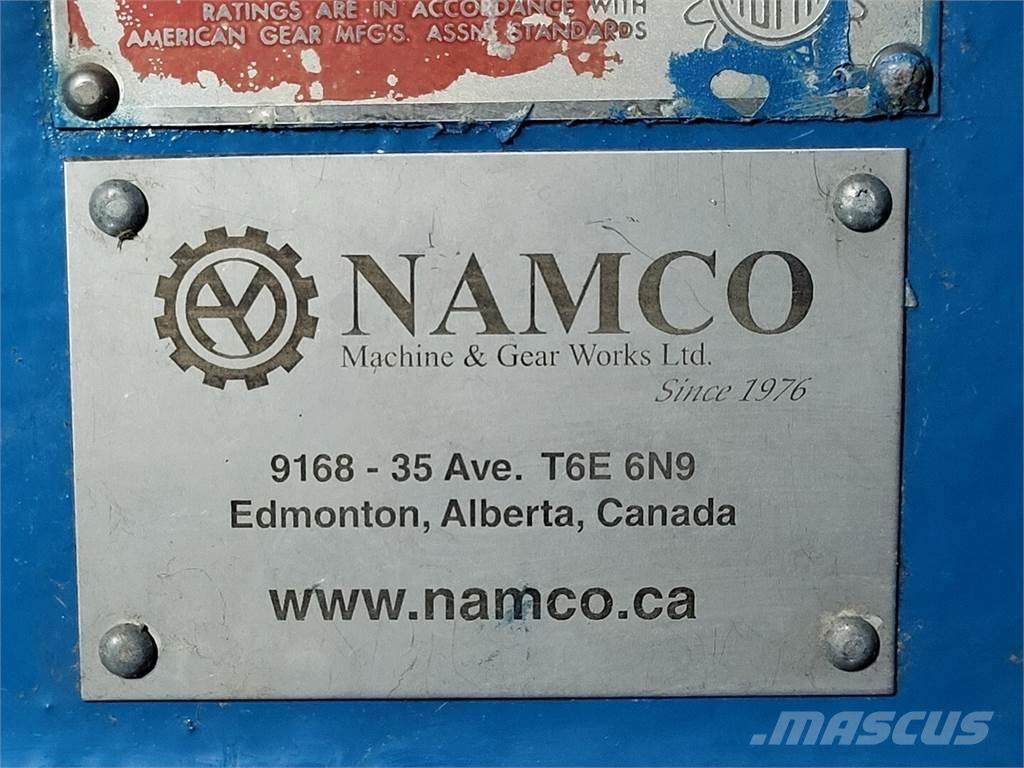 RATINGS ARE IN ACCORDANCE WITH
AMERICAN GEAR MFG'S. ASSN. STANDARDS
NAMCO
Machine & Gear Works Ltd.
Since 1976
9168 - 35 Ave. T6E 6N9
Edmonton, Alberta, Canada
www.namco.ca
MASCUS